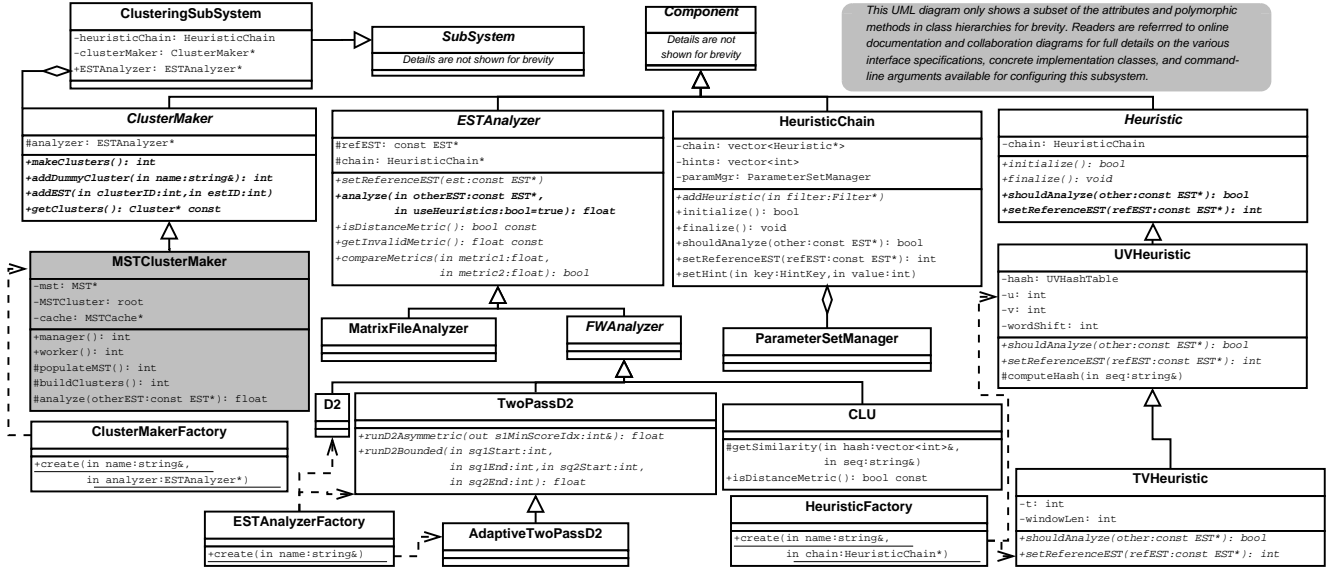 ClusteringSubSystem
-heuristicChain: HeuristicChain
-clusterMaker: ClusterMaker*
+ESTAnalyzer: ESTAnalyzer*
SubSystem
Details are not shown for brevity
Component
Details are not
shown for brevity
This UML diagram only shows a subset of the attributes and polymorphic
methods in class hierarchies for brevity. Readers are referrred to online
documentation and collaboration diagrams for full details on the various
interface specifications, concrete implementation classes, and command-
line arguments available for configuring this subsystem.
ClusterMaker
#analyzer: ESTAnalyzer*
+makeClusters(): int
+addDummyCluster(in name:string&): int
+addEST(in clusterID:int,in estID:int)
+getClusters(): Cluster* const
ESTAnalyzer
#refEST: const EST*
#chain: HeuristicChain*
+setReferenceEST(est:const EST*)
+analyze(in otherEST:const EST*,
in useHeuristics:bool=true): float
+isDistanceMetric(): bool const
+getInvalidMetric(): float const
+compareMetrics(in metric1:float,
in metric2:float): bool
HeuristicChain
-chain: vector<Heuristic*>
-hints: vector<int>
-paramMgr: ParameterSetManager
+addHeuristic(in filter:Filter*)
+initialize(): bool
+finalize(): void
+shouldAnalyze(other:const EST*): bool
+setReferenceEST(refEST:const EST*): int
+setHint(in key:HintKey,in value:int)
Heuristic
-chain: HeuristicChain
+initialize(): bool
+finalize(): void
+shouldAnalyze(other:const EST*): bool
+setReferenceEST(refEST:const EST*): int
MSTClusterMaker
-mst: MST*
-MSTCluster: root
-cache: MSTCache*
+manager(): int
+worker(): int
#populateMST(): int
#buildClusters(): int
#analyze(otherEST:const EST*): float
UVHeuristic
-hash: UVHashTable
-u: int
-v: int
-wordShift: int
+shouldAnalyze(other:const EST*): bool
+setReferenceEST(refEST:const EST*): int
#computeHash(in seq:string&)
MatrixFileAnalyzer
FWAnalyzer
ParameterSetManager
D2
TwoPassD2
+runD2Asymmetric(out s1MinScoreIdx:int&): float
+runD2Bounded(in sq1Start:int,
in sq1End:int,in sq2Start:int,
in sq2End:int): float
CLU
#getSimilarity(in hash:vector<int>&,
in seq:string&)
+isDistanceMetric(): bool const
ClusterMakerFactory
+create(in name:string&,
in analyzer:ESTAnalyzer*)
TVHeuristic
-t: int
-windowLen: int
+shouldAnalyze(other:const EST*): bool
+setReferenceEST(refEST:const EST*): int
ESTAnalyzerFactory
+create(in name:string&)
AdaptiveTwoPassD2
HeuristicFactory
+create(in name:string&,
in chain:HeuristicChain*)